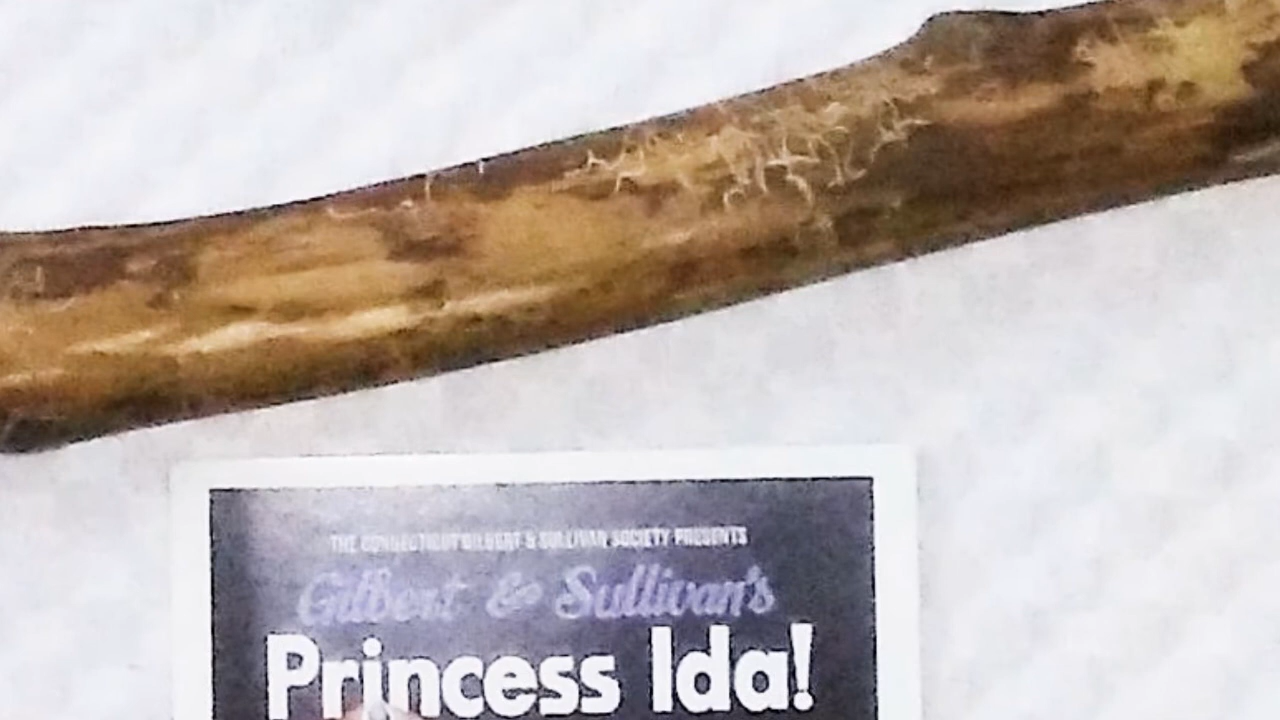 THE CONNECTICUT GILBERT & SULLIVAN SOCIETY PRESENTS
Gilbert & Sullivan's
Princess Ida!